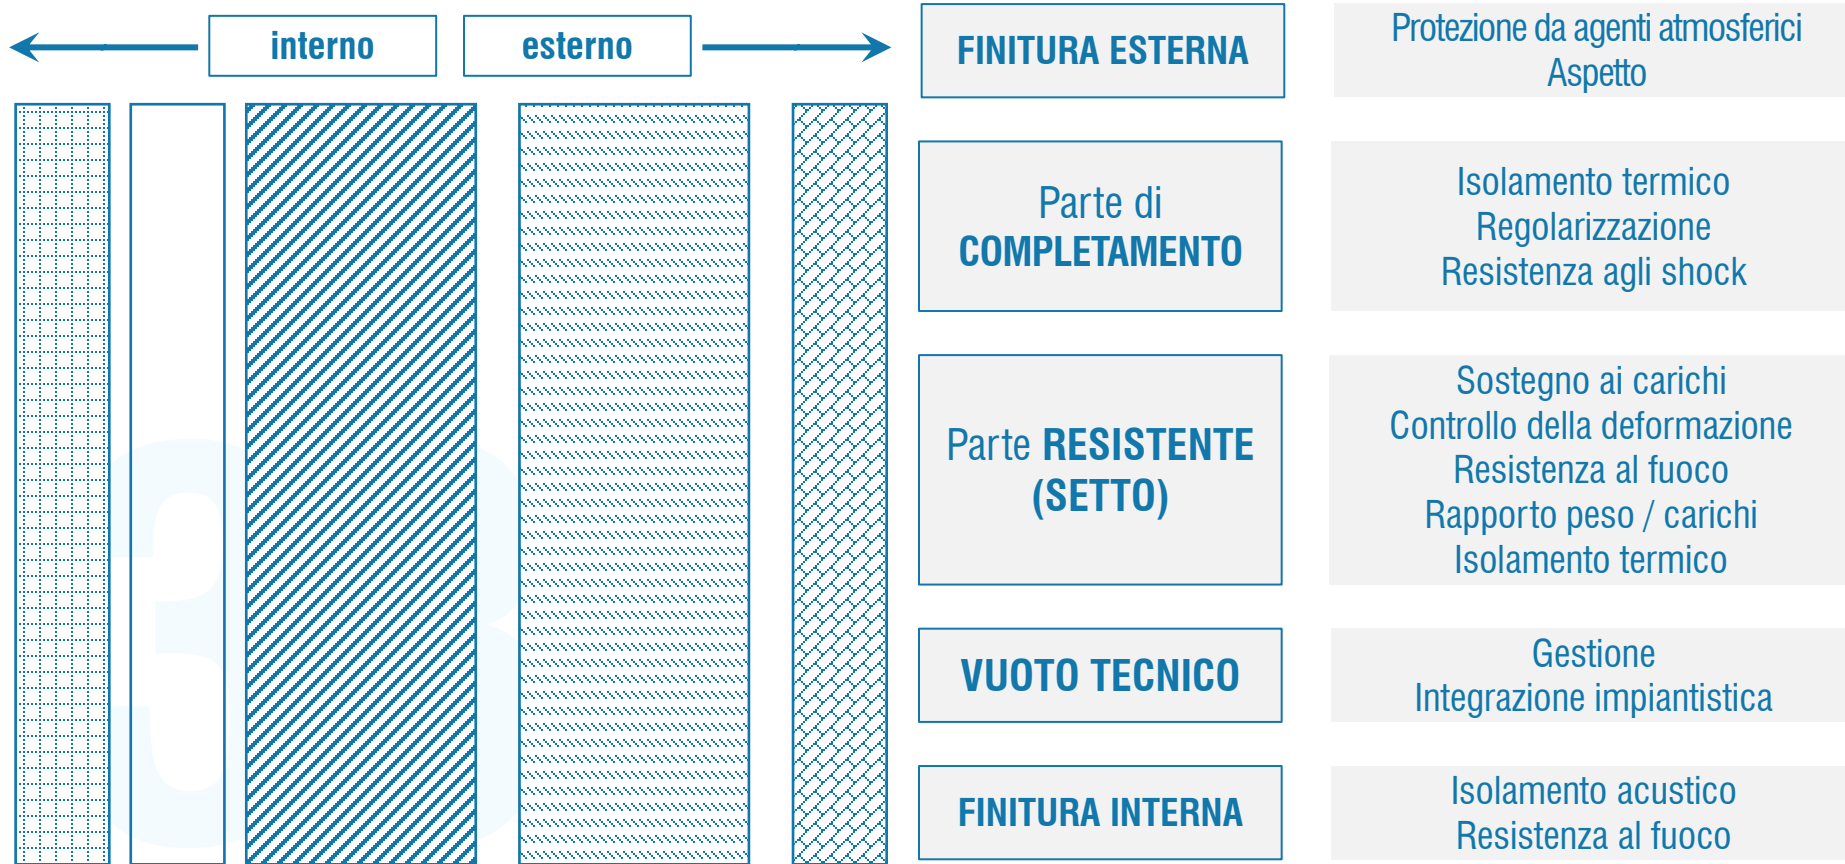 interno
esterno
FINITURA ESTERNA
Protezione da agenti atmosferici
Aspetto
Parte di
COMPLETAMENTO
Isolamento termico
Regolarizzazione
Resistenza agli shock
Parte RESISTENTE
(SETTO)
Sostegno ai carichi
Controllo della deformazione
Resistenza al fuoco
Rapporto peso / carichi
Isolamento termico
VUOTO TECNICO
Gestione
Integrazione impiantistica
FINITURA INTERNA
Isolamento acustico
Resistenza al fuoco